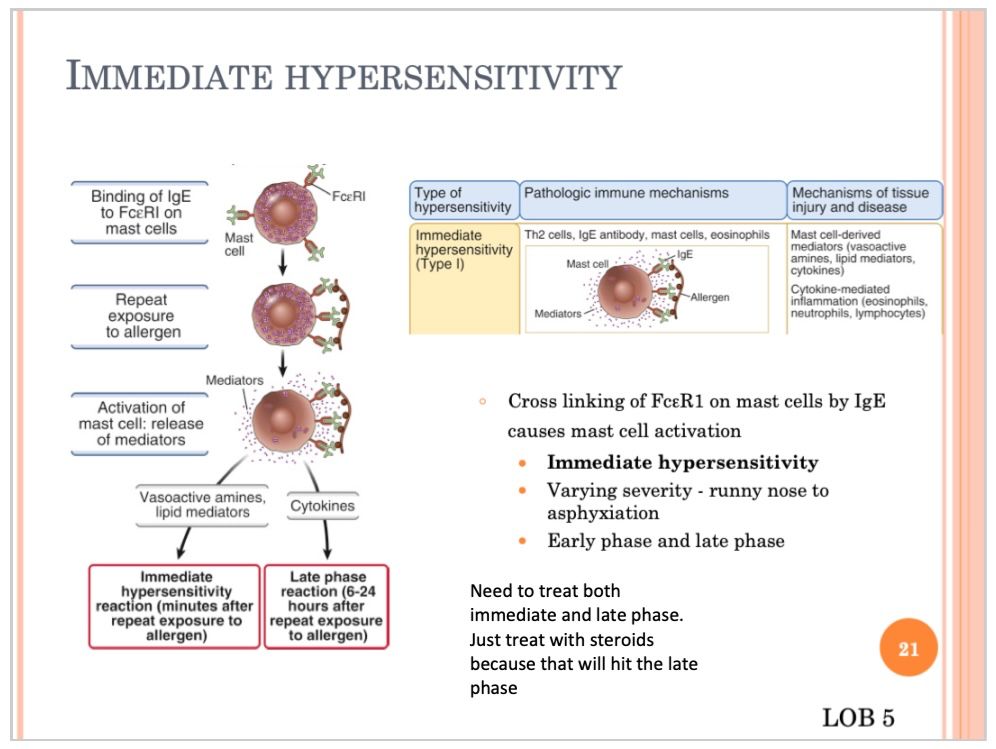 IMMEDIATE HYPERSENSITIVITY
Binding of IgE
to FcεRI on
mast cells
FcεRI
Mast
cell
Repeat
exposure
to allergen
Mediators
Activation of
mast cell: release
of mediators
Vasoactive amines,
lipid mediators
Cytokines
Immediate
hypersensitivity
reaction (minutes after
repeat exposure to
allergen)
Late phase
reaction (6-24
hours after
repeat exposure
to allergen)
Type of
hypersensitivity
Pathologic immune mechanisms
Mechanisms of tissue
injury and disease
Immediate
hypersensitivity
(Type I)
Th2 cells, IgE antibody, mast cells, eosinophils
Mast cell
IgE
Allergen
Mediators
Mast cell-derived
mediators (vasoactive
amines, lipid mediators,
cytokines)
Cytokine-mediated
inflammation (eosinophils,
neutrophils, lymphocytes)
Cross linking of FcεR1 on mast cells by IgE
causes mast cell activation
Immediate hypersensitivity
Varying severity - runny nose to
asphyxiation
Early phase and late phase
Need to treat both
immediate and late phase.
Just treat with steroids
because that will hit the late
phase
21
LOB 5